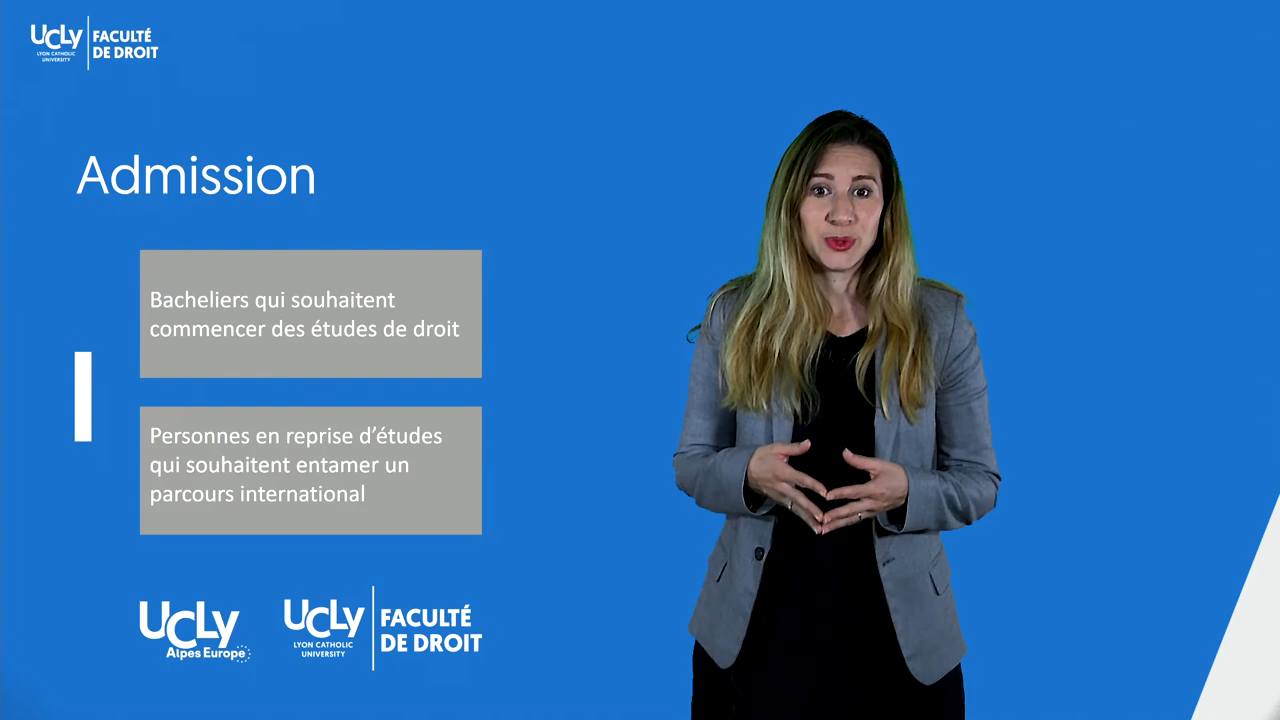 UCLy
LYON CATHOLIC
UNIVERSITY
FACULTÉ
DE DROIT
Admission
Bacheliers qui souhaitent
commencer des études de droit
Personnes en reprise d’études
qui souhaitent entamer un
parcours international
UCLy
Alpes Europe
UCLy
LYON CATHOLIC
UNIVERSITY
FACULTÉ
DE DROIT